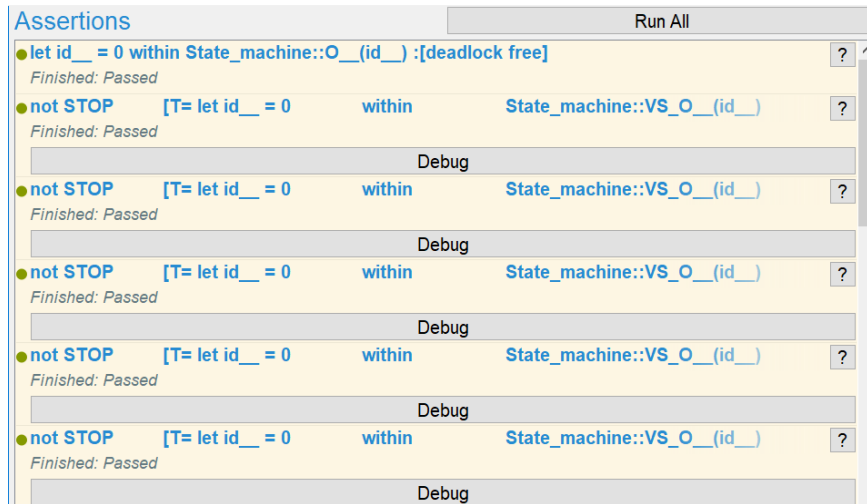 Assertions
Run All
let id__ = 0 within State_machine::O__(id__) :[deadlock free]
?
Finished: Passed
not STOP [T= let id__ = 0 within State_machine::VS_O__(id__)
?
Finished: Passed
Debug
not STOP [T= let id__ = 0 within State_machine::VS_O__(id__)
?
Finished: Passed
Debug
not STOP [T= let id__ = 0 within State_machine::VS_O__(id__)
?
Finished: Passed
Debug
not STOP [T= let id__ = 0 within State_machine::VS_O__(id__)
?
Finished: Passed
Debug
not STOP [T= let id__ = 0 within State_machine::VS_O__(id__)
?
Finished: Passed
Debug